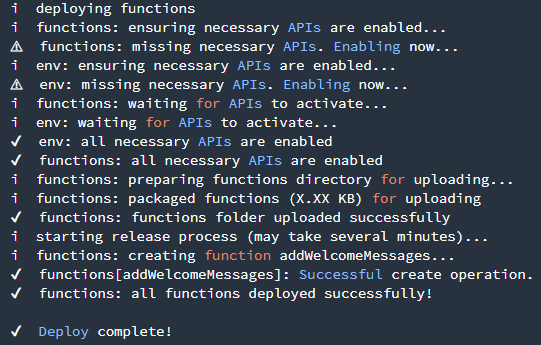 i  deploying functions
i  functions: ensuring necessary APIs are enabled...
⚠  functions: missing necessary APIs. Enabling now...
i  env: ensuring necessary APIs are enabled...
⚠  env: missing necessary APIs. Enabling now...
i  functions: waiting for APIs to activate...
i  env: waiting for APIs to activate...
✔  env: all necessary APIs are enabled
✔  functions: all necessary APIs are enabled
i  functions: preparing functions directory for uploading...
i  functions: packaged functions (X.XX KB) for uploading
✔  functions: functions folder uploaded successfully
i  starting release process (may take several minutes)...
i  functions: creating function addWelcomeMessages...
✔  functions[addWelcomeMessages]: Successful create operation.
✔  functions: all functions deployed successfully!
✔  Deploy complete!